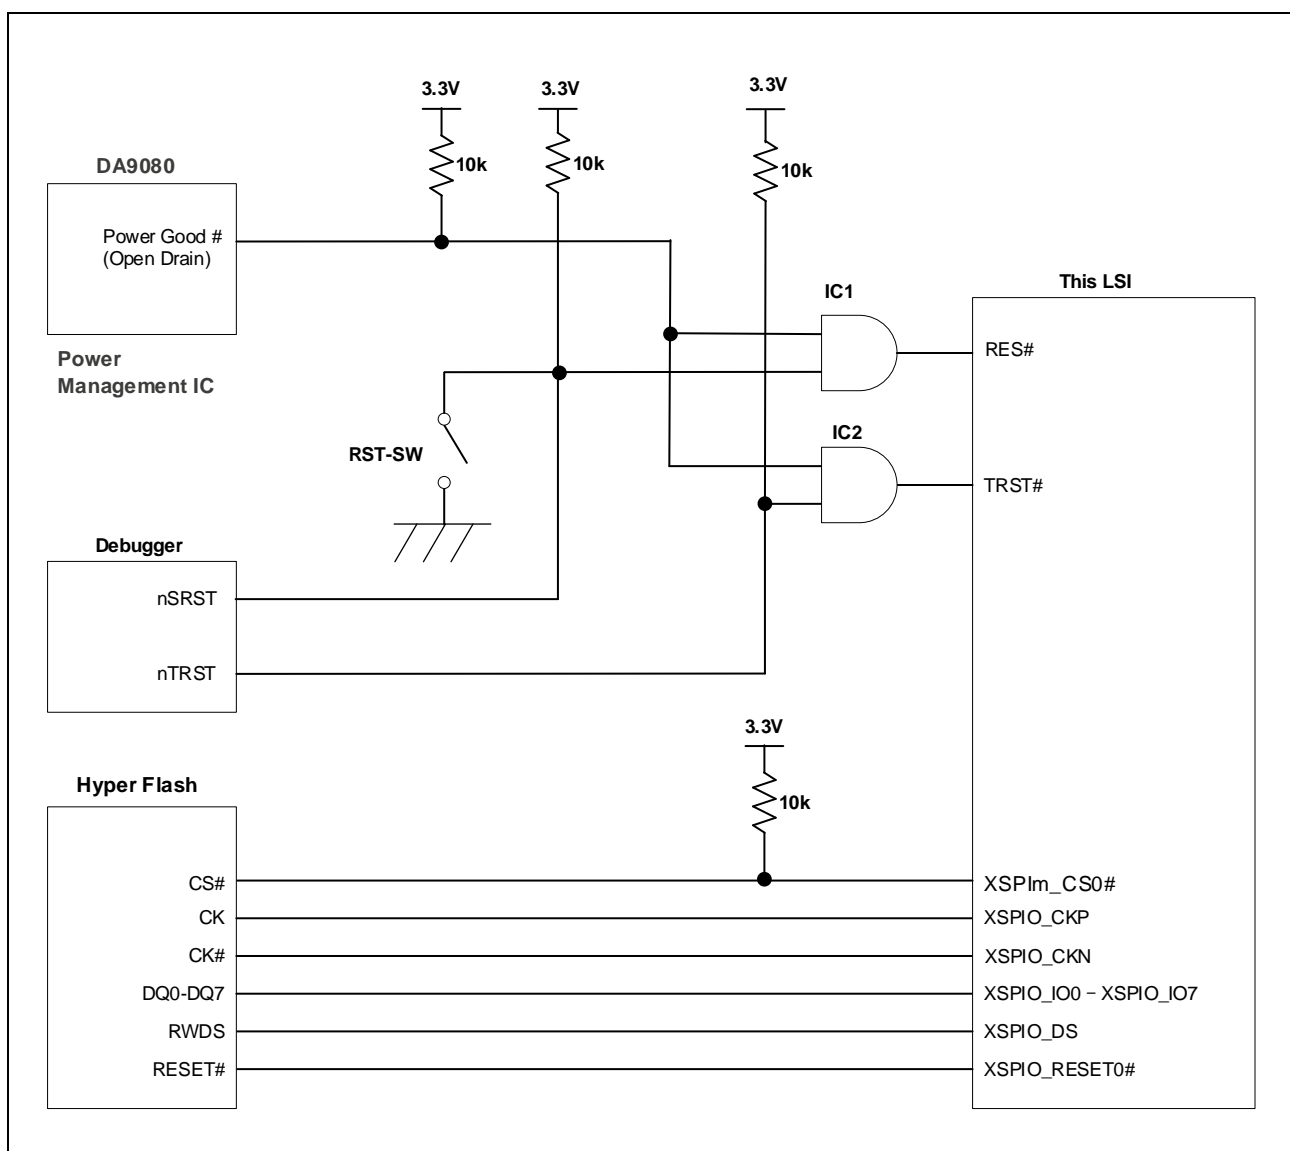 3.3V
3.3V
3.3V
10k
10k
10k
DA9080
Power Good #
(Open Drain)
Power
Management IC
IC1
This LSI
RES#
IC2
RST-SW
TRST#
Debugger
nSRST
nTRST
3.3V
10k
Hyper Flash
CS#
XSPIm_CS0#
CK
XSPIO_CKP
CK#
XSPIO_CKN
DQ0-DQ7
XSPIO_IO0 - XSPIO_IO7
RWDS
XSPIO_DS
RESET#
XSPIO_RESET0#